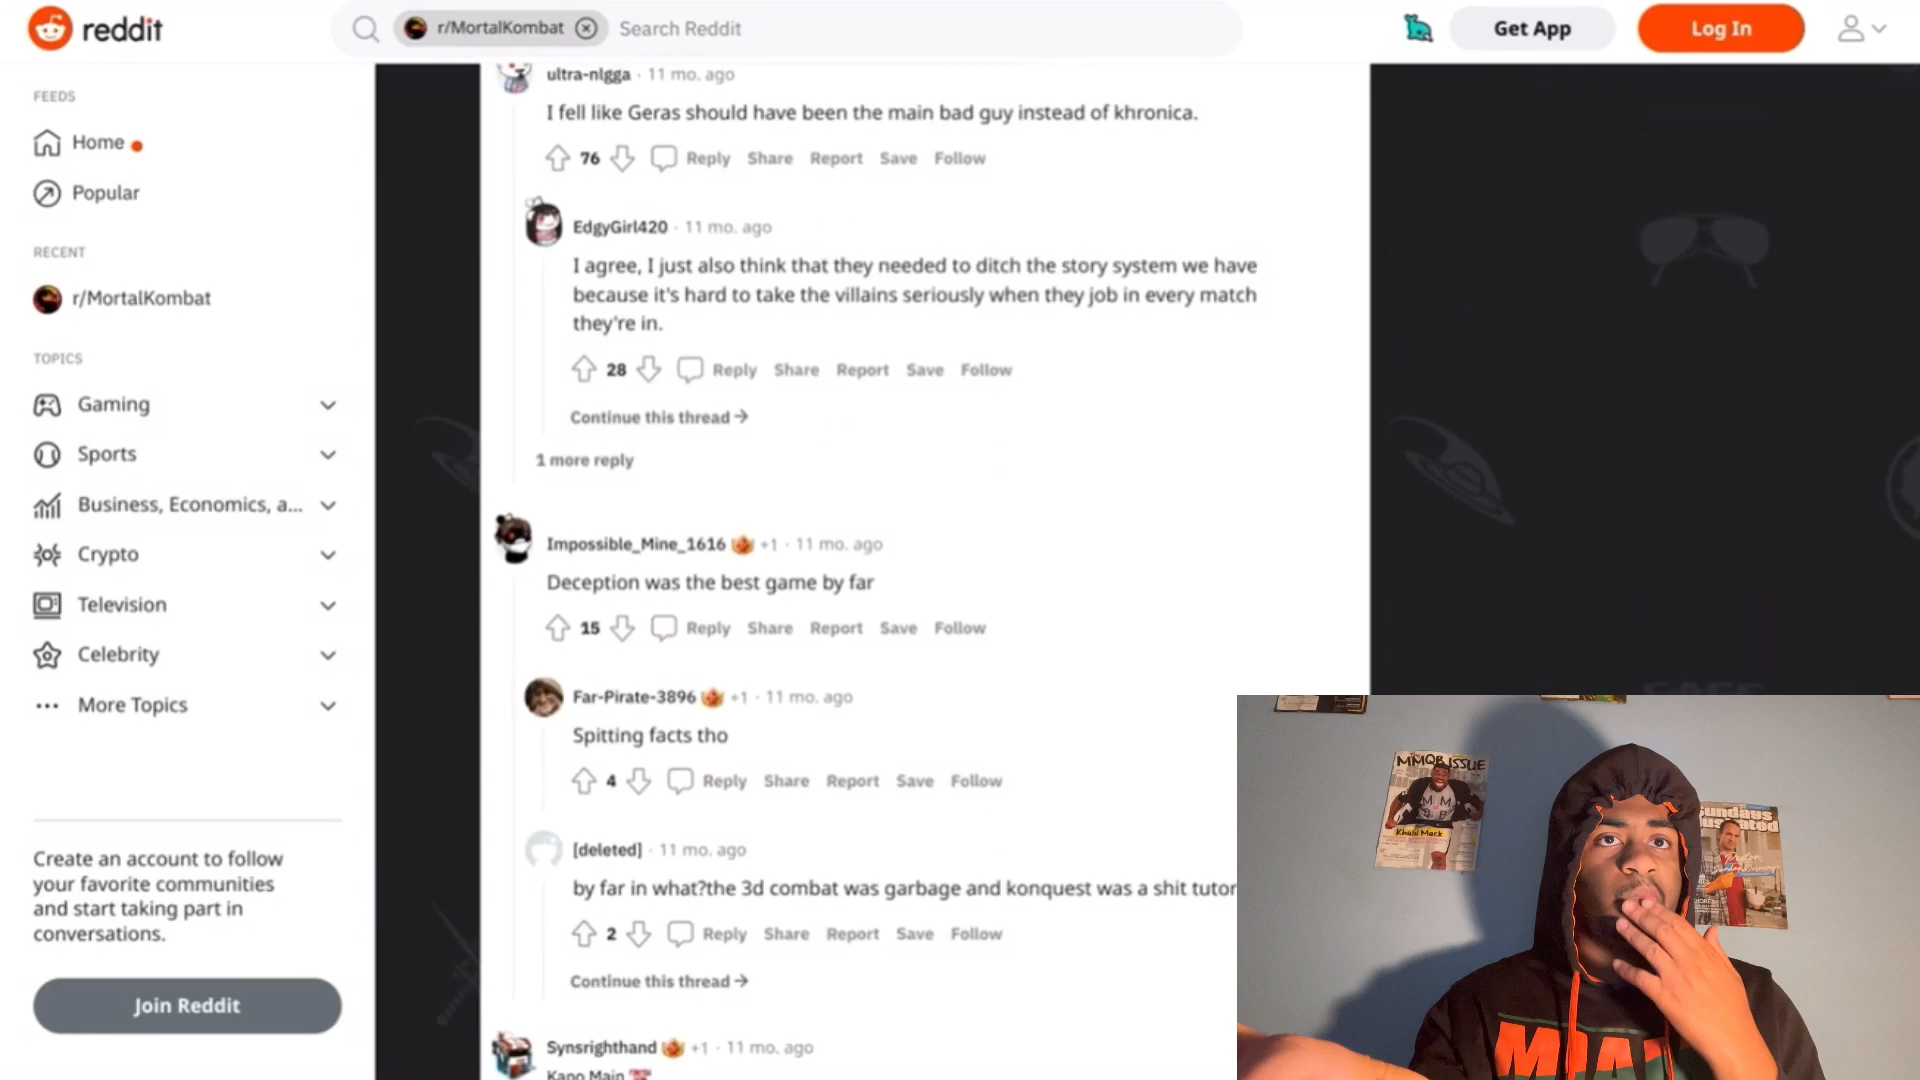 reddit
r/MortalKombat
Search Reddit
Get App
Log In
FEEDS
Home
Popular
RECENT
r/MortalKombat
TOPICS
Gaming
Sports
Business, Economics, a...
Crypto
Television
Celebrity
More Topics
Create an account to follow
your favorite communities
and start taking part in
conversations.
Join Reddit
ultra-nlgga · 11 mo. ago
I fell like Geras should have been the main bad guy instead of khronica.
76 Reply Share Report Save Follow
EdgyGirl420 · 11 mo. ago
I agree, I just also think that they needed to ditch the story system we have
because it's hard to take the villains seriously when they job in every match
they're in.
28 Reply Share Report Save Follow
Continue this thread
1 more reply
Impossible_Mine_1616 +1 · 11 mo. ago
Deception was the best game by far
15 Reply Share Report Save Follow
Far-Pirate-3896 +1 · 11 mo. ago
Spitting facts tho
4 Reply Share Report Save Follow
[deleted] · 11 mo. ago
by far in what?the 3d combat was garbage and konquest was a shit tutor
2 Reply Share Report Save Follow
Continue this thread
Synsrighthand +1 · 11 mo. ago
Kano Main
MMQB ISSUE
MMQB
Khalil Mack
Sundays
Illustrated
MIA